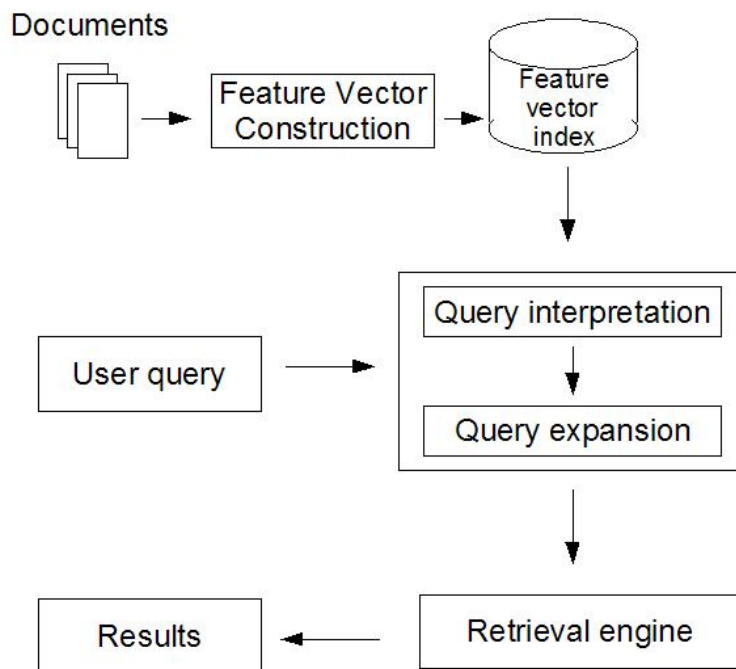 Documents
Feature Vector
Construction
Feature
vector
index
Query interpretation
User query
Query expansion
Results
Retrieval engine